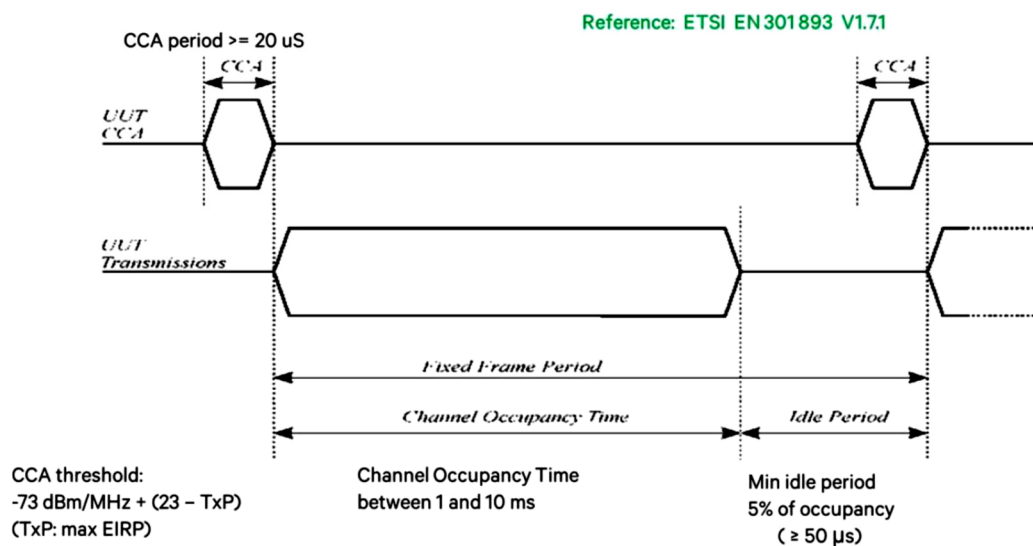 Reference: ETSI EN 301 893 V1.7.1
CCA period >= 20 uS
CCA
CCA
UUT
CCA
UUT
Transmissions
Fixed Frame Period
Channel Occupancy Time
Idle Period
CCA threshold:
-73 dBm/MHz + (23 – TxP)
(TxP: max EIRP)
Channel Occupancy Time
between 1 and 10 ms
Min idle period
5% of occupancy
( ≥ 50 µs)